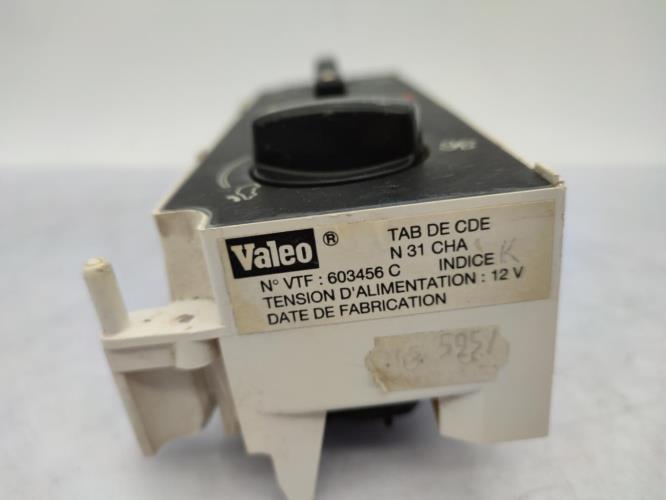 Valeo ® TAB DE CDE
N 31 CHA
N° VTF : 603456 C INDICE K
TENSION D'ALIMENTATION : 12 V
DATE DE FABRICATION